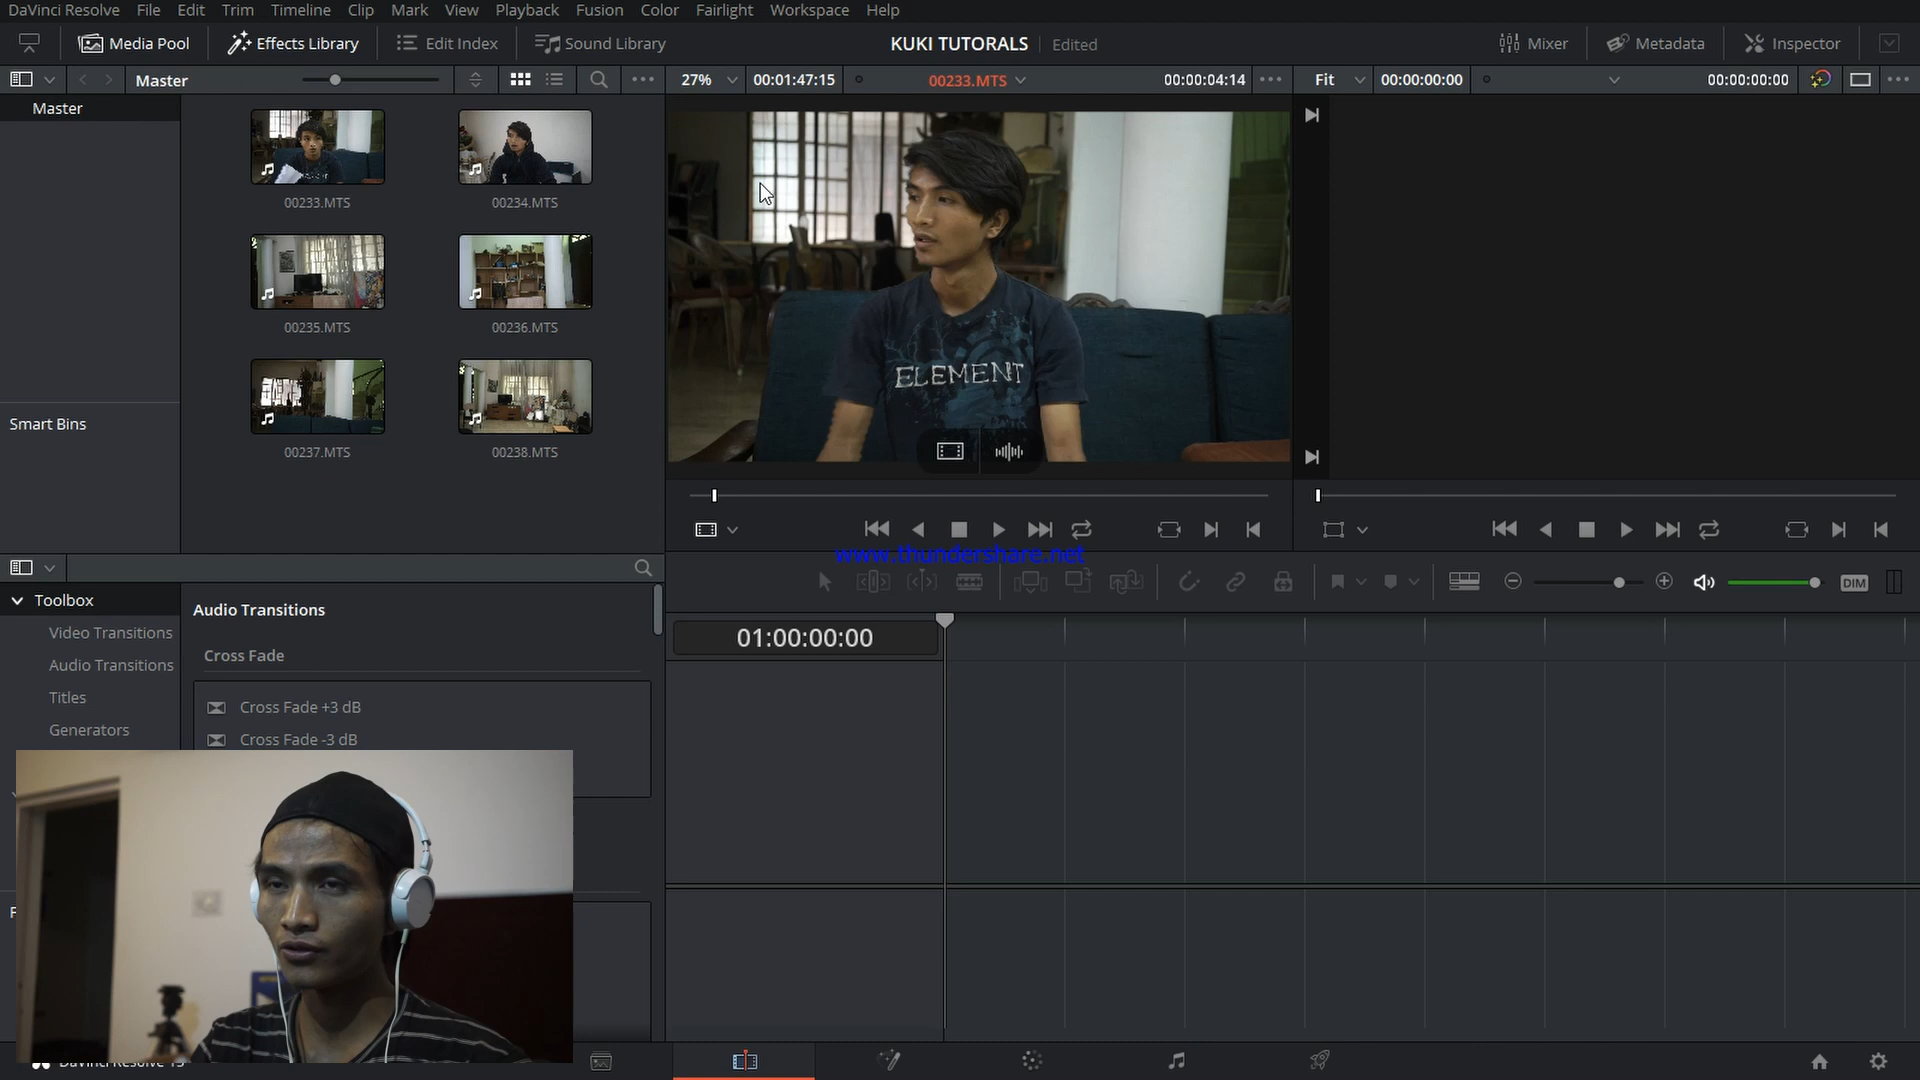 DaVinci Resolve File Edit Trim Timeline Clip Mark View Playback Fusion Color Fairlight Workspace Help
Media Pool Effects Library Edit Index Sound Library KUKI TUTORALS Edited Mixer Metadata Inspector
Master 27% 00:01:47:15 00233.MTS 00:00:04:14 Fit 00:00:00:00 00:00:00:00
Master
00233.MTS 00234.MTS
00235.MTS 00236.MTS
ELEMENT
Smart Bins
00237.MTS 00238.MTS
www.thundershare.net
DIM
Toolbox Audio Transitions
01:00:00:00
Video Transitions
Cross Fade
Audio Transitions
Titles
Cross Fade +3 dB
Generators
Cross Fade -3 dB
F
DaVinci Resolve 15